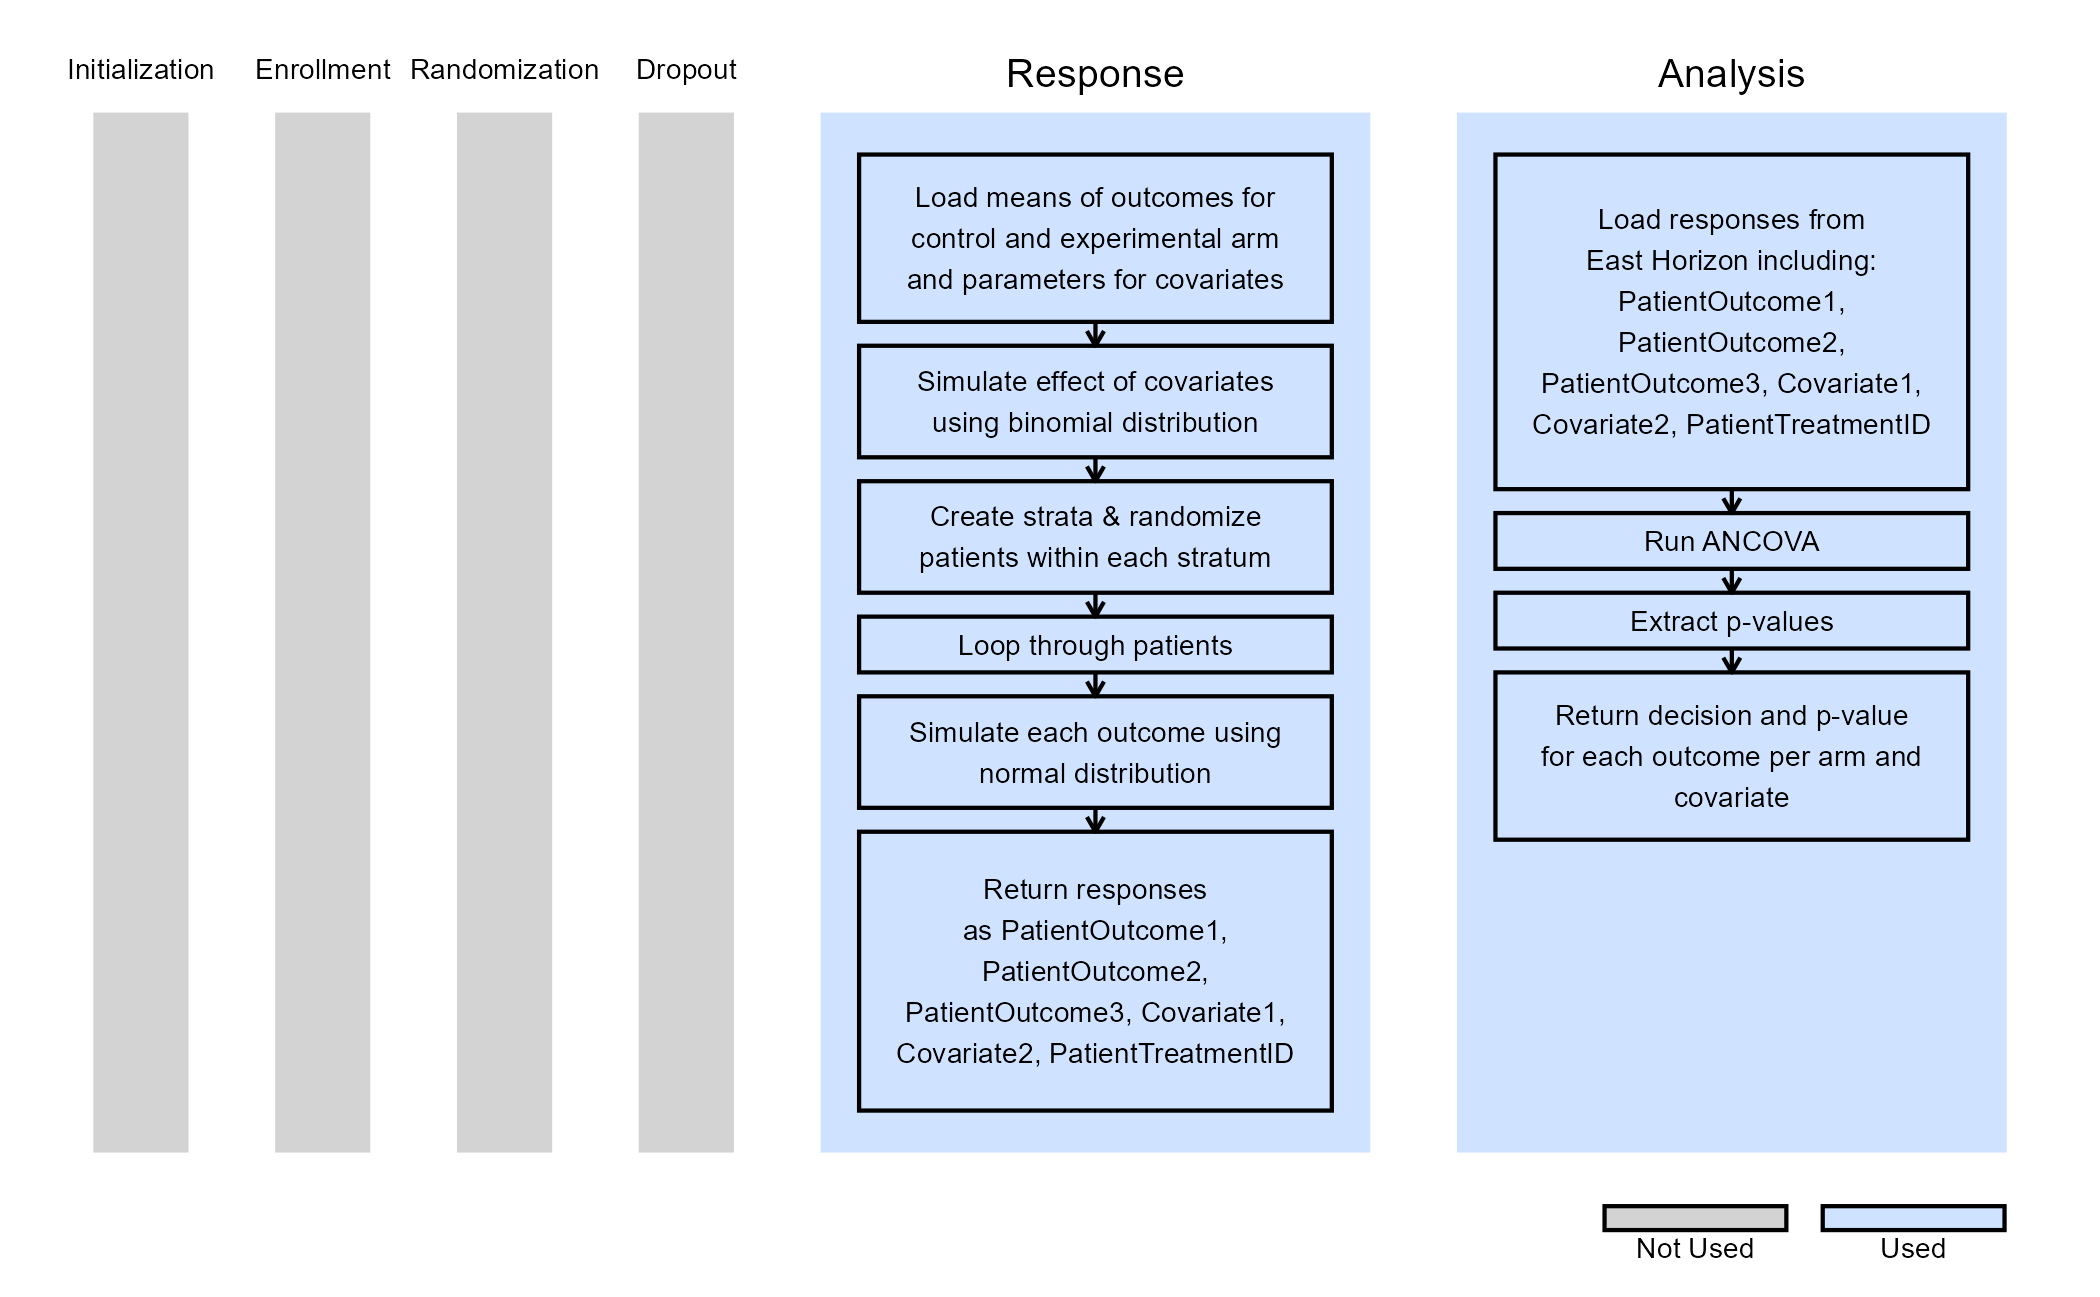 Initialization
Enrollment
Randomization
Dropout
Response
Analysis
Load means of outcomes for
control and experimental arm
and parameters for covariates
Simulate effect of covariates
using binomial distribution
Create strata & randomize
patients within each stratum
Loop through patients
Simulate each outcome using
normal distribution
Return responses
as PatientOutcome1,
PatientOutcome2,
PatientOutcome3, Covariate1,
Covariate2, PatientTreatmentID
Load responses from
East Horizon including:
PatientOutcome1,
PatientOutcome2,
PatientOutcome3, Covariate1,
Covariate2, PatientTreatmentID
Run ANCOVA
Extract p-values
Return decision and p-value
for each outcome per arm and
covariate
Not Used
Used